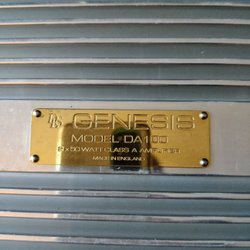 GENESIS
MODEL DA100
2 x 50 WATT CLASS A AMPLIFIER
MADE IN ENGLAND